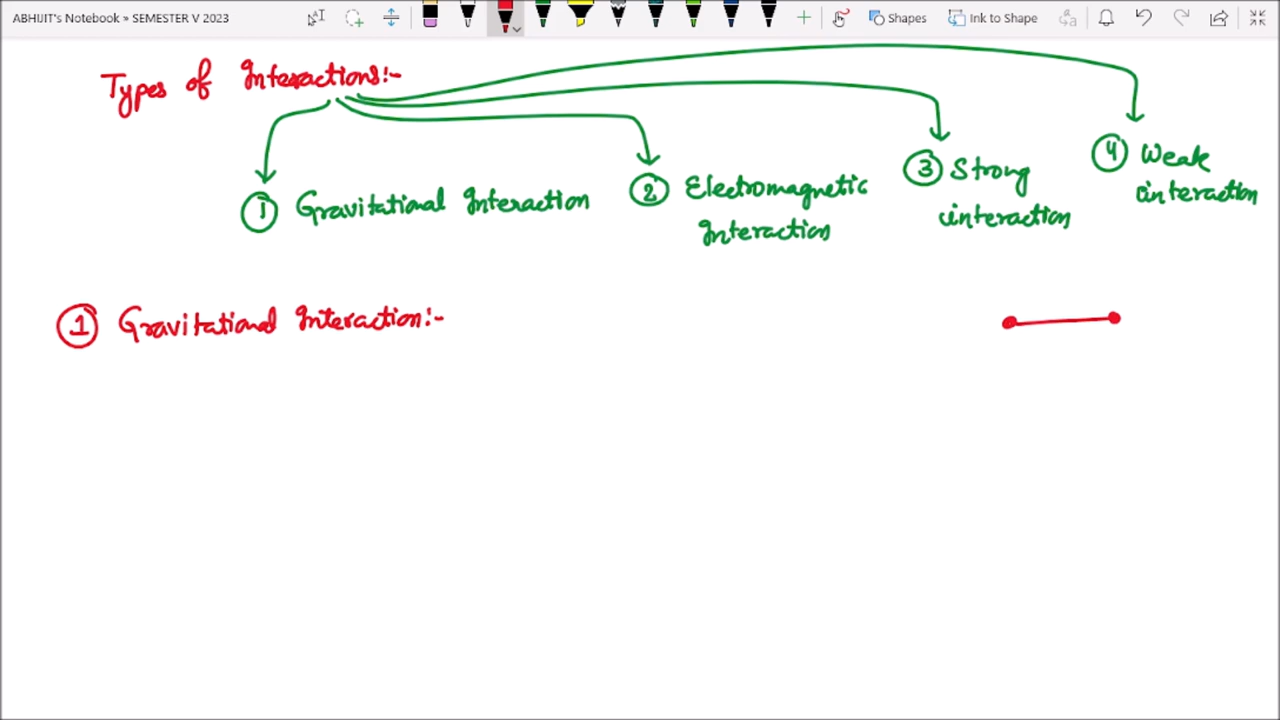 ABHIJIT's Notebook » SEMESTER V 2023
Shapes
Ink to Shape
Types of Interactions:-
① Gravitational Interaction
② Electromagnetic
Interaction
③ Strong
interaction
④ Weak
interaction
① Gravitational Interaction:-